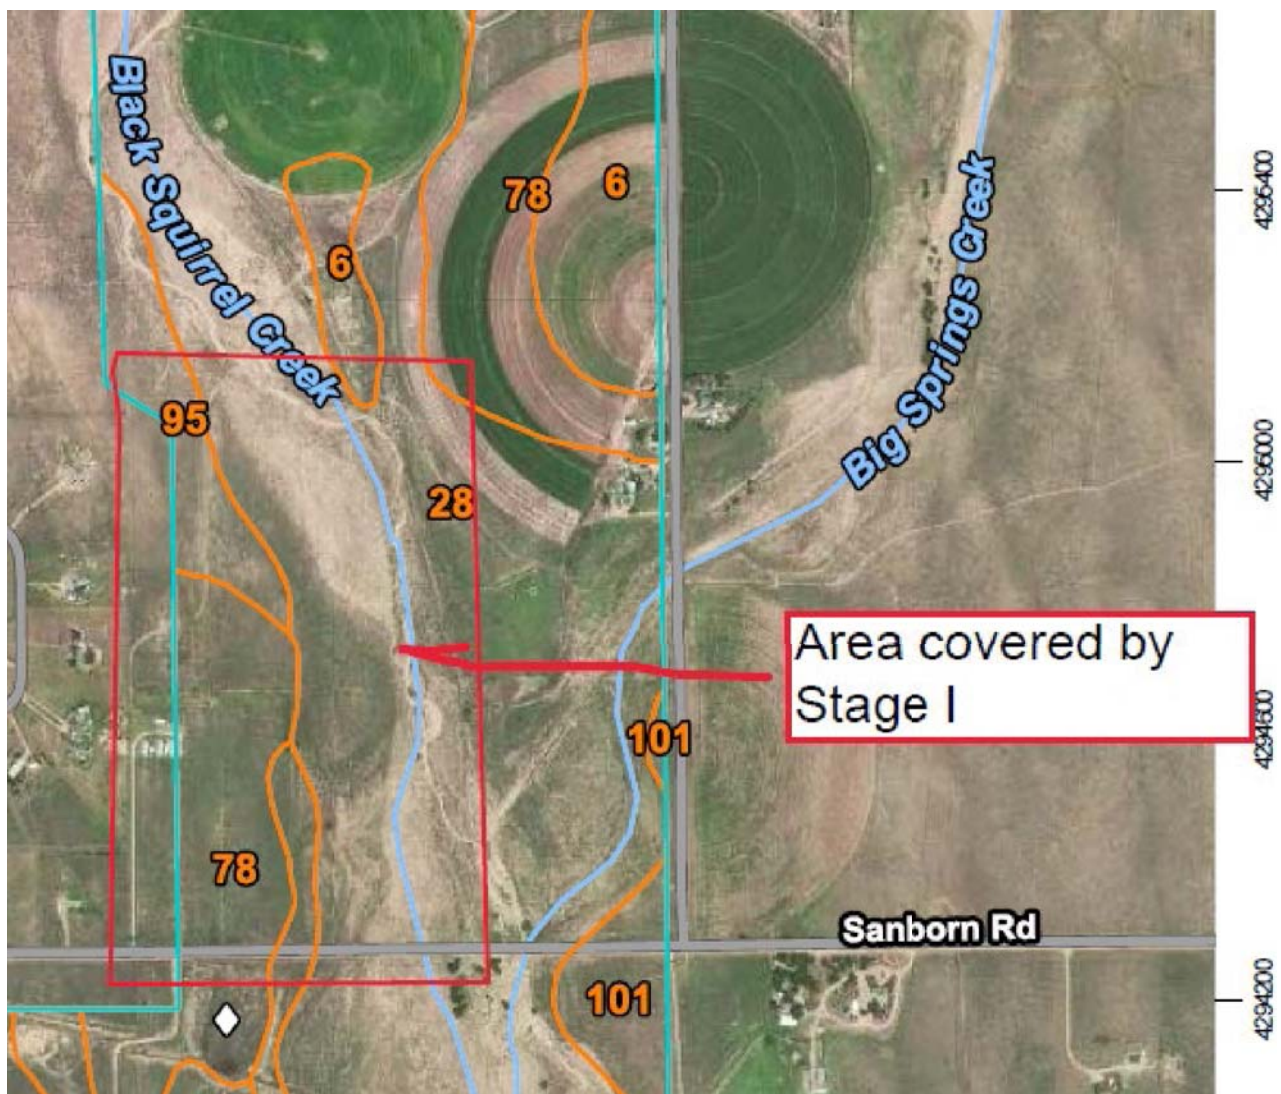 Black Squirrel Creek
78
6
6
4295400
Big Springs Creek
95
28
4295000
Area covered by
Stage I
101
4294600
78
Sanborn Rd
101
4294200